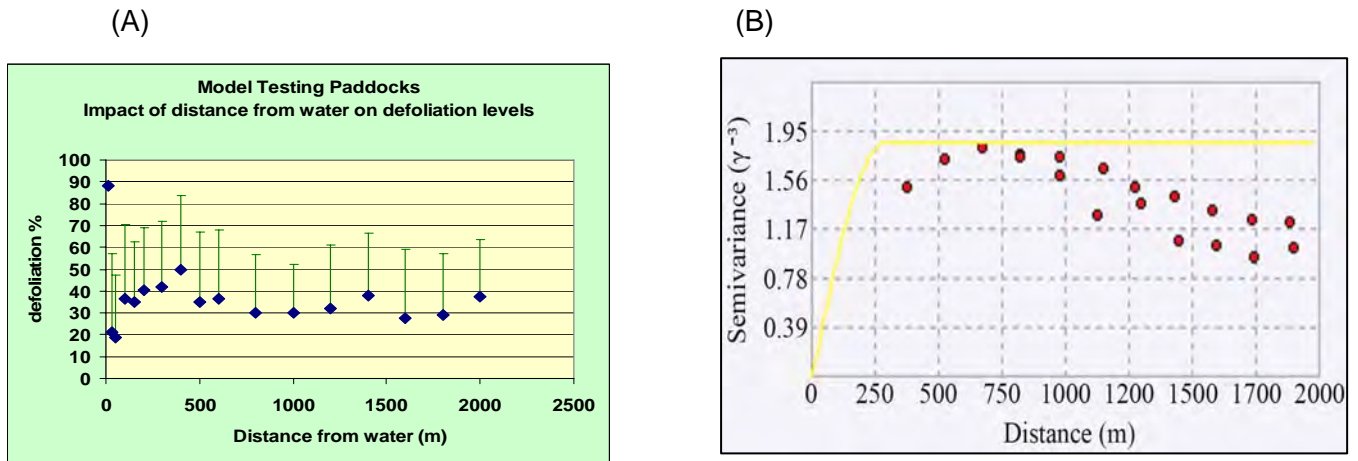 (A)
(B)
Model Testing Paddocks
Impact of distance from water on defoliation levels
defoliation %
100
90
80
70
60
50
40
30
20
10
0
0 500 1000 1500 2000 2500
Distance from water (m)
Semivariance (γ⁻³)
1.95
1.56
1.17
0.78
0.39
0 250 500 750 1000 1250 1500 1700 2000
Distance (m)